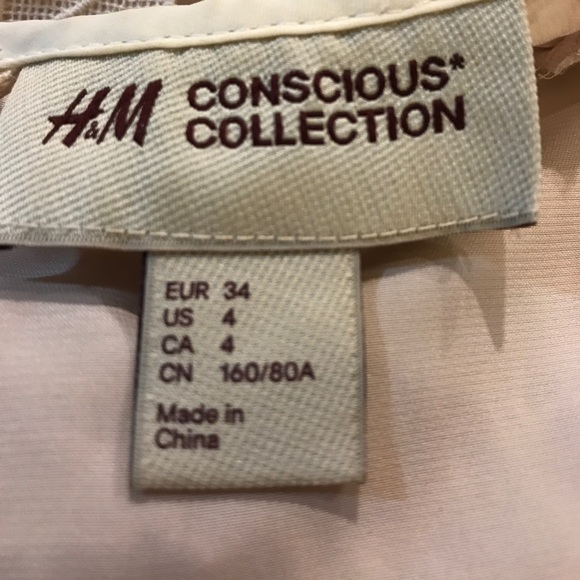 H&M CONSCIOUS*
COLLECTION
EUR 34
US 4
CA 4
CN 160/80A
Made in
China